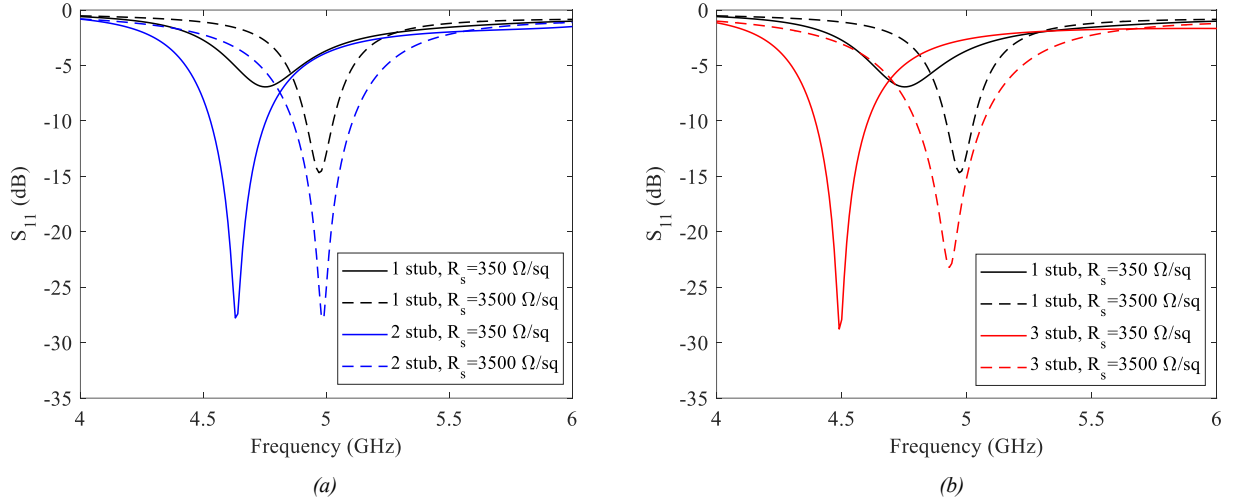 0
-5
-10
-15
-20
-25
-30
-35
4
4.5
5
5.5
6
S11 (dB)
Frequency (GHz)
1 stub, Rs=350 Ω/sq
1 stub, Rs=3500 Ω/sq
2 stub, Rs=350 Ω/sq
2 stub, Rs=3500 Ω/sq
(a)
0
-5
-10
-15
-20
-25
-30
-35
4
4.5
5
5.5
6
S11 (dB)
Frequency (GHz)
1 stub, Rs=350 Ω/sq
1 stub, Rs=3500 Ω/sq
3 stub, Rs=350 Ω/sq
3 stub, Rs=3500 Ω/sq
(b)